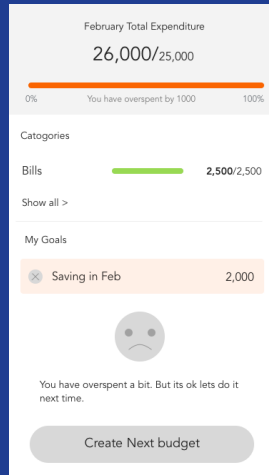 February Total Expenditure
26,000/25,000
0% You have overspent by 1000 100%
Catogories
Bills 2,500/2,500
Show all >
My Goals
Saving in Feb 2,000
You have overspent a bit. But its ok lets do it
next time.
Create Next budget